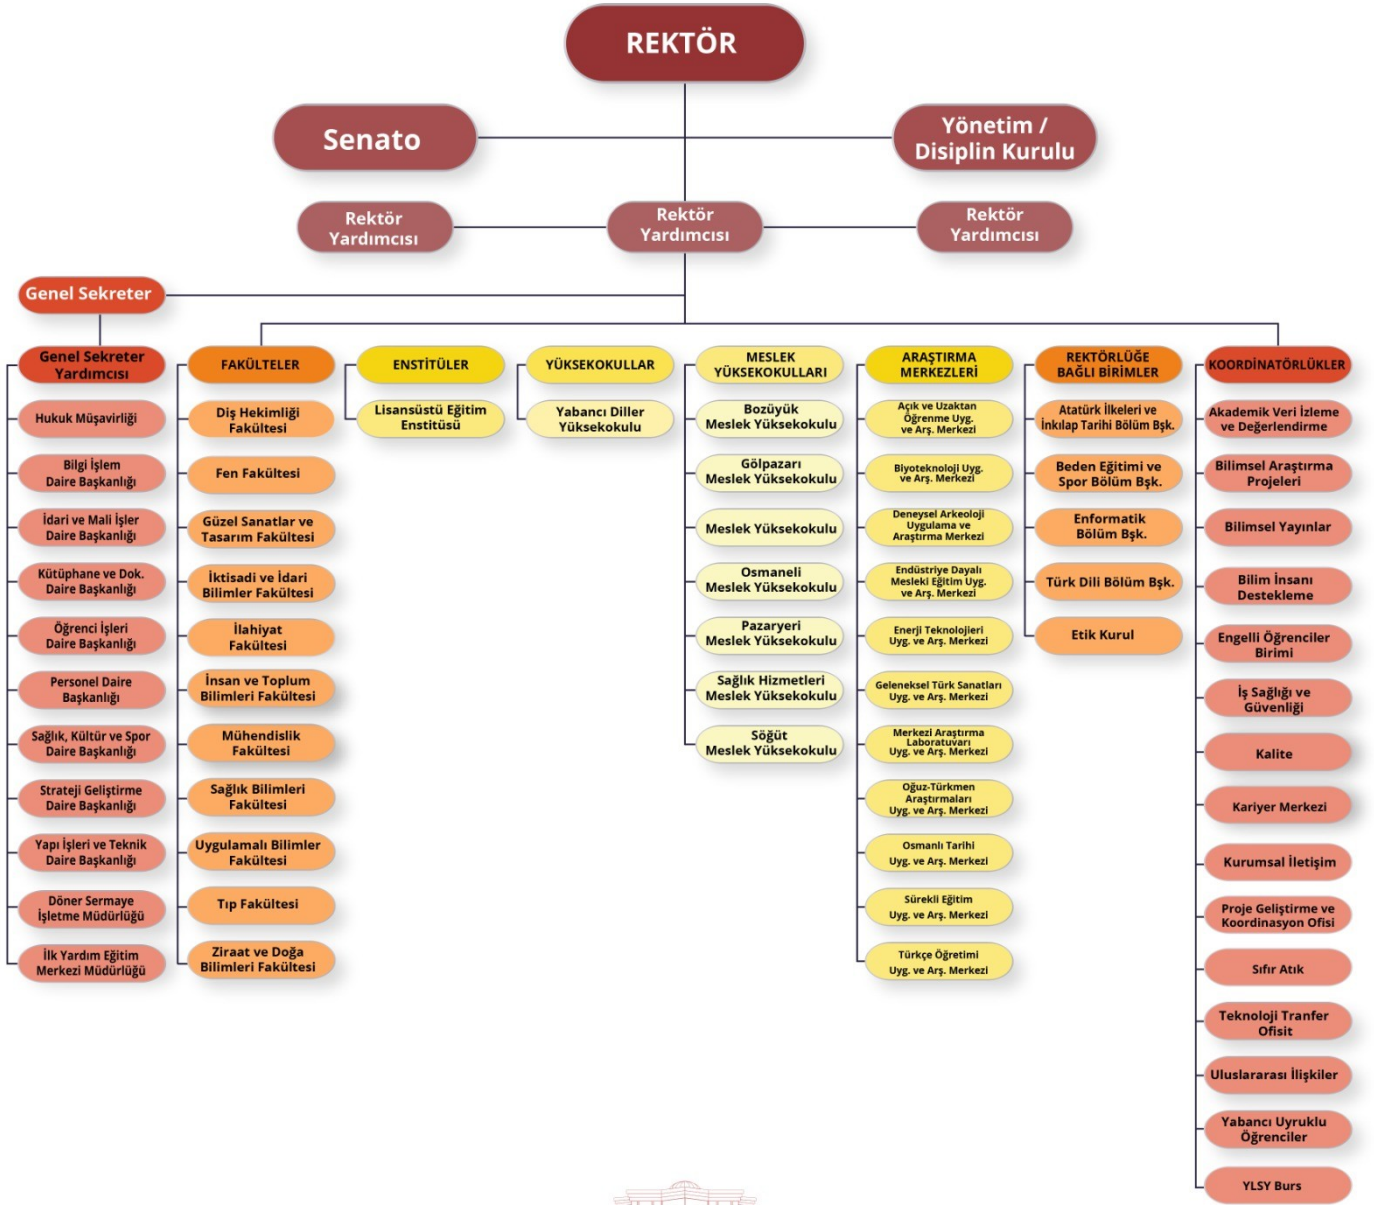 REKTÖR
Senato
Yönetim /
Disiplin Kurulu
Rektör
Yardımcısı
Rektör
Yardımcısı
Rektör
Yardımcısı
Genel Sekreter
Genel Sekreter
Yardımcısı
Hukuk Müşavirliği
Bilgi İşlem
Daire Başkanlığı
İdari ve Mali İşler
Daire Başkanlığı
Kütüphane ve Dok.
Daire Başkanlığı
Öğrenci İşleri
Daire Başkanlığı
Personel Daire
Başkanlığı
Sağlık, Kültür ve Spor
Daire Başkanlığı
Strateji Geliştirme
Daire Başkanlığı
Yapı İşleri ve Teknik
Daire Başkanlığı
Döner Sermaye
İşletme Müdürlüğü
İlk Yardım Eğitim
Merkezi Müdürlüğü
FAKÜLTELER
Diş Hekimliği
Fakültesi
Fen Fakültesi
Güzel Sanatlar ve
Tasarım Fakültesi
İktisadi ve İdari
Bilimler Fakültesi
İlahiyat
Fakültesi
İnsan ve Toplum
Bilimleri Fakültesi
Mühendislik
Fakültesi
Sağlık Bilimleri
Fakültesi
Uygulamalı Bilimler
Fakültesi
Tıp Fakültesi
Ziraat ve Doğa
Bilimleri Fakültesi
ENSTİTÜLER
Lisansüstü Eğitim
Enstitüsü
YÜKSEKOKULLAR
Yabancı Diller
Yüksekokulu
MESLEK
YÜKSEKOKULLARI
Bozüyük
Meslek Yüksekokulu
Gölpazarı
Meslek Yüksekokulu
Meslek Yüksekokulu
Osmaneli
Meslek Yüksekokulu
Pazaryeri
Meslek Yüksekokulu
Sağlık Hizmetleri
Meslek Yüksekokulu
Söğüt
Meslek Yüksekokulu
ARAŞTIRMA
MERKEZLERİ
Açık ve Uzaktan
Öğrenme Uyg.
ve Arş. Merkezi
Biyoteknoloji Uyg.
ve Arş. Merkezi
Deneysel Arkeoloji
Uygulama ve
Araştırma Merkezi
Endüstriye Dayalı
Mesleki Eğitim Uyg.
ve Arş. Merkezi
Enerji Teknolojileri
Uyg. ve Arş. Merkezi
Geleneksel Türk Sanatları
Uyg. ve Arş. Merkezi
Merkezi Araştırma
Laboratuvarı
Uyg. ve Arş. Merkezi
Oğuz-Türkmen
Araştırmaları
Uyg. ve Arş. Merkezi
Osmanlı Tarihi
Uyg. ve Arş. Merkezi
Sürekli Eğitim
Uyg. ve Arş. Merkezi
Türkçe Öğretimi
Uyg. ve Arş. Merkezi
REKTÖRLÜĞE
BAĞLI BİRİMLER
Atatürk İlkeleri ve
İnkılap Tarihi Bölüm Bşk.
Beden Eğitimi ve
Spor Bölüm Bşk.
Enformatik
Bölüm Bşk.
Türk Dili Bölüm Bşk.
Etik Kurul
KOORDİNATÖRLÜKLER
Akademik Veri İzleme
ve Değerlendirme
Bilimsel Araştırma
Projeleri
Bilimsel Yayınlar
Bilim İnsanı
Destekleme
Engelli Öğrenciler
Birimi
İş Sağlığı ve
Güvenliği
Kalite
Kariyer Merkezi
Kurumsal İletişim
Proje Geliştirme ve
Koordinasyon Ofisi
Sıfır Atık
Teknoloji Tranfer
Ofisit
Uluslararası İlişkiler
Yabancı Uyruklu
Öğrenciler
YLSY Burs